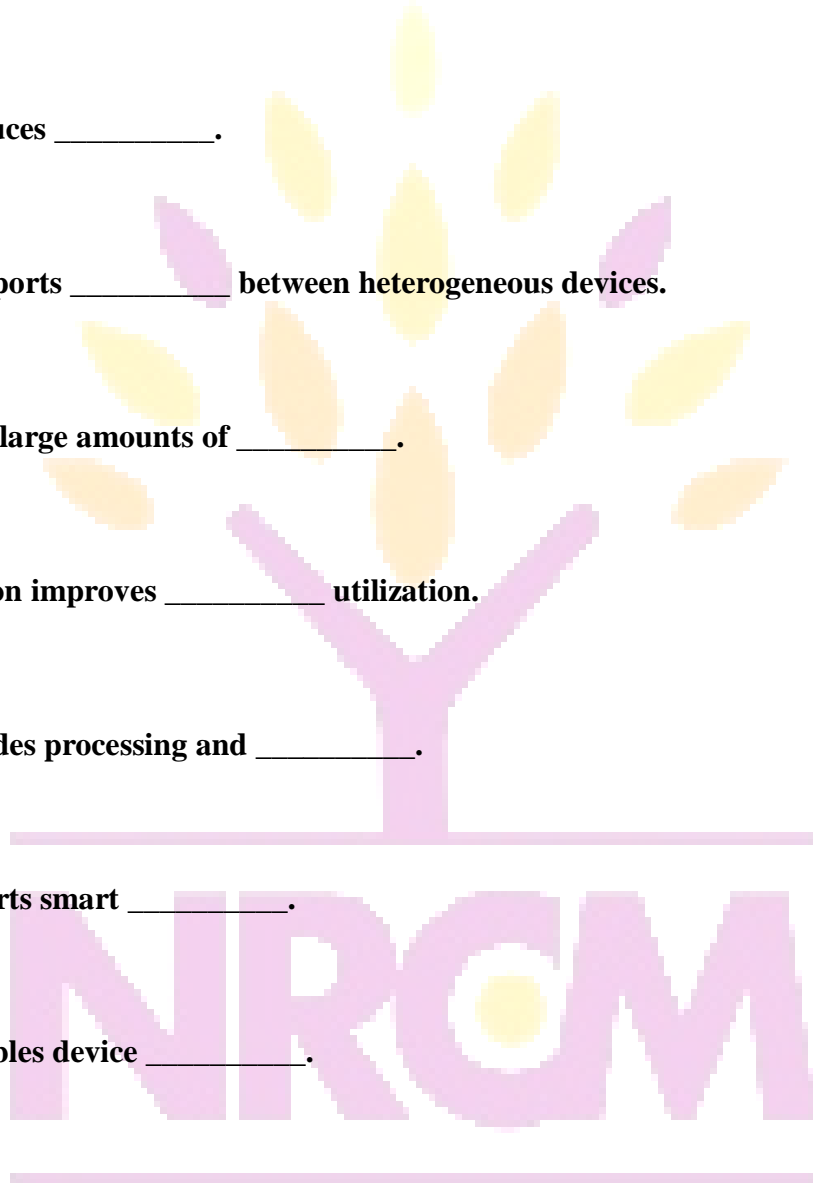 uces __________.
ports __________ between heterogeneous devices.
large amounts of __________.
on improves __________ utilization.
des processing and __________.
rts smart __________.
bles device __________.
NRCM